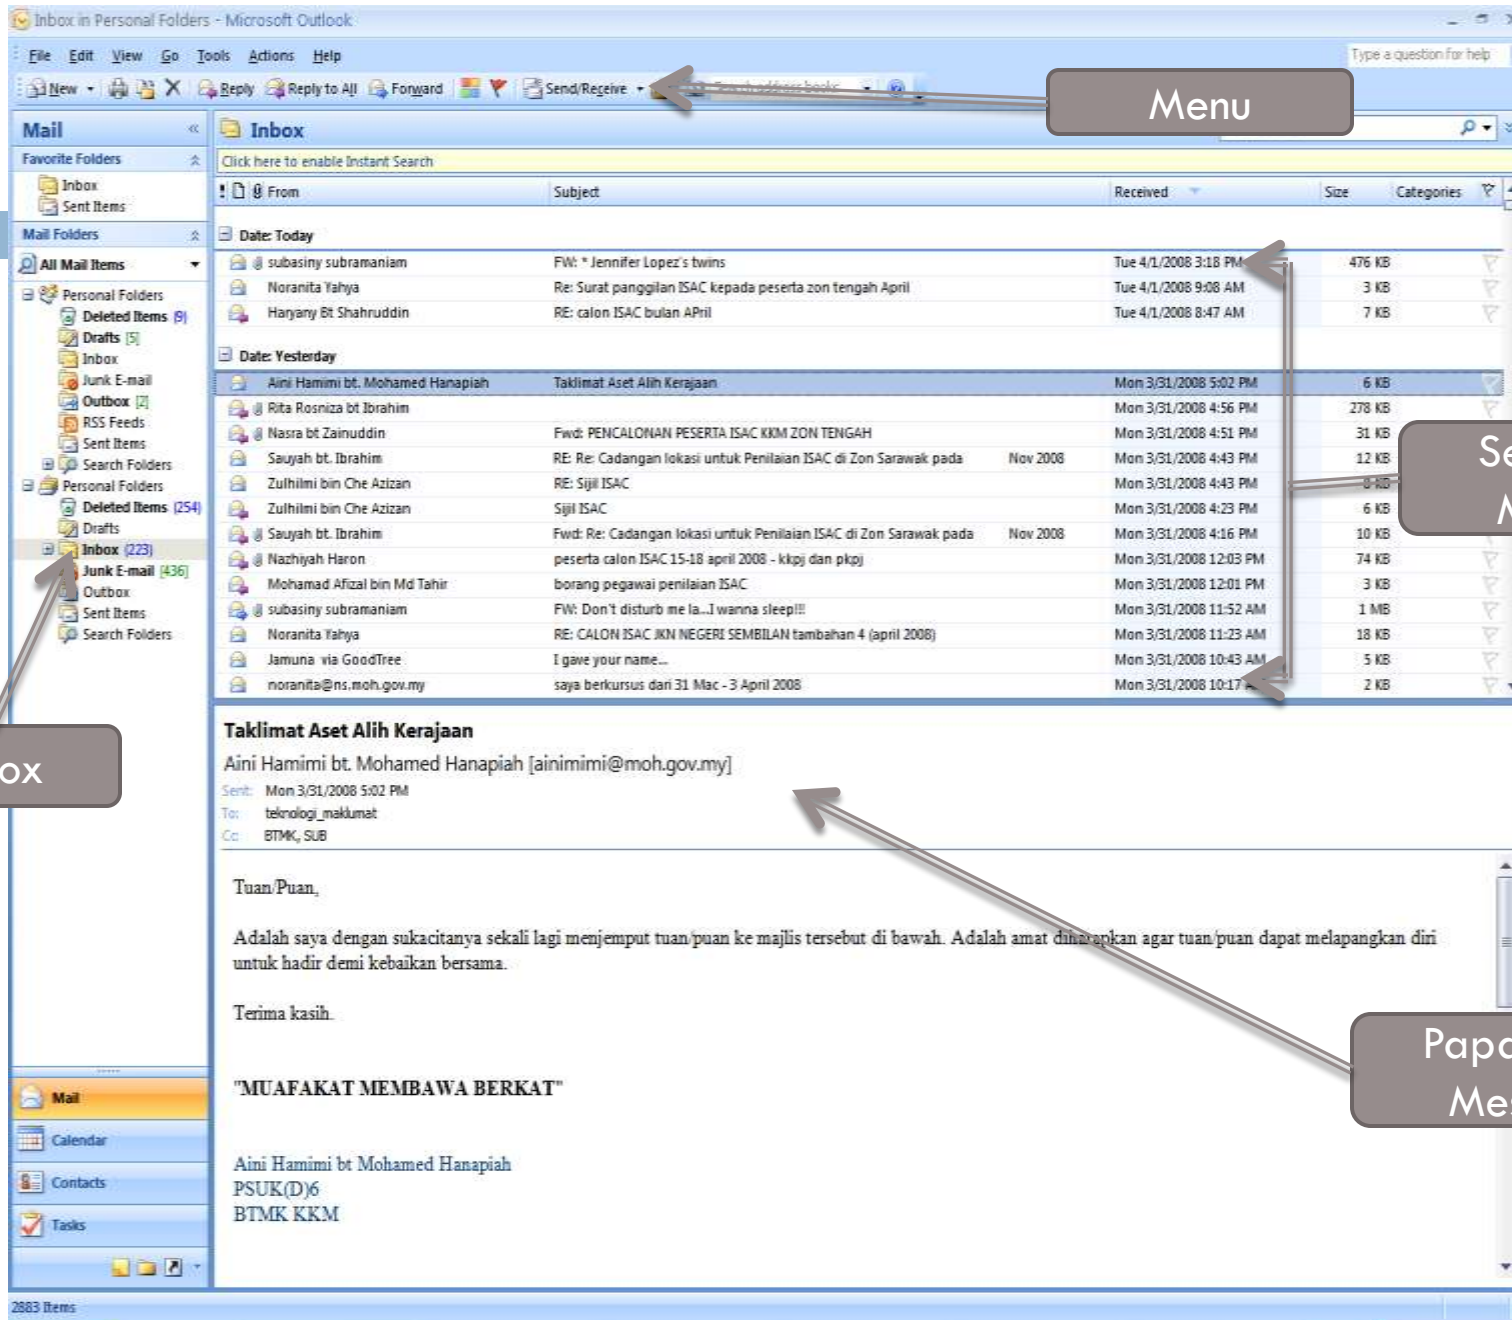 Inbox in Personal Folders - Microsoft Outlook
File Edit View Go Tools Actions Help
Type a question for help
New Reply Reply to All Forward Send/Receive
Menu
Mail «
Inbox
Favorite Folders
Click here to enable Instant Search
Inbox
Sent Items
! From Subject Received Size Categories
Mail Folders
Date: Today
All Mail Items
subasiny subramaniam FW: * Jennifer Lopez's twins Tue 4/1/2008 3:18 PM 476 KB
Noranita Yahya Re: Surat panggilan ISAC kepada peserta zon tengah April Tue 4/1/2008 9:08 AM 3 KB
Haryany Bt Shahruddin RE: calon ISAC bulan APril Tue 4/1/2008 8:47 AM 7 KB
Date: Yesterday
Aini Hamimi bt. Mohamed Hanapiah Taklimat Aset Alih Kerajaan Mon 3/31/2008 5:02 PM 6 KB
Rita Rosniza bt Ibrahim Mon 3/31/2008 4:56 PM 278 KB
Nasra bt Zainuddin Fwd: PENCALONAN PESERTA ISAC KKM ZON TENGAH Mon 3/31/2008 4:51 PM 31 KB
Sauyah bt. Ibrahim RE: Re: Cadangan lokasi untuk Penilaian ISAC di Zon Sarawak pada Nov 2008 Mon 3/31/2008 4:43 PM 12 KB
Zulhilmi bin Che Azizan RE: Sijil ISAC Mon 3/31/2008 4:43 PM KB
Zulhilmi bin Che Azizan Sijil ISAC Mon 3/31/2008 4:23 PM 6 KB
Sauyah bt. Ibrahim Fwd: Re: Cadangan lokasi untuk Penilaian ISAC di Zon Sarawak pada Nov 2008 Mon 3/31/2008 4:16 PM 10 KB
Nazhiyah Haron peserta calon ISAC 15-18 april 2008 - kkpj dan pkpj Mon 3/31/2008 12:03 PM 74 KB
Mohamad Afizal bin Md Tahir borang pegawai penilaian ISAC Mon 3/31/2008 12:01 PM 3 KB
subasiny subramaniam FW: Don't disturb me la...I wanna sleep!!! Mon 3/31/2008 11:52 AM 1 MB
Noranita Yahya RE: CALON ISAC JKN NEGERI SEMBILAN tambahan 4 (april 2008) Mon 3/31/2008 11:23 AM 18 KB
Jamuna via GoodTree I gave your name... Mon 3/31/2008 10:43 AM 5 KB
noranita@ns.moh.gov.my saya berkursus dari 31 Mac - 3 April 2008 Mon 3/31/2008 10:17 2 KB
Personal Folders
Deleted Items (9)
Drafts [5]
Inbox
Junk E-mail
Outbox [2]
RSS Feeds
Sent Items
Search Folders
Personal Folders
Deleted Items (254)
Drafts
Inbox (223)
Junk E-mail [436]
Outbox
Sent Items
Search Folders
Se
M
ox
Taklimat Aset Alih Kerajaan
Aini Hamimi bt. Mohamed Hanapiah [ainimimi@moh.gov.my]
Sent: Mon 3/31/2008 5:02 PM
To: teknologi_maklumat
Cc: BTMK, SUB
Tuan/Puan,
Adalah saya dengan sukacitanya sekali lagi menjemput tuan/puan ke majlis tersebut di bawah. Adalah amat diharapkan agar tuan/puan dapat melapangkan diri
untuk hadir demi kebaikan bersama.
Terima kasih.
Papa
Mes
"MUAFAKAT MEMBAWA BERKAT"
Aini Hamimi bt Mohamed Hanapiah
PSUK(D)6
BTMK KKM
Mail
Calendar
Contacts
Tasks
2883 Items